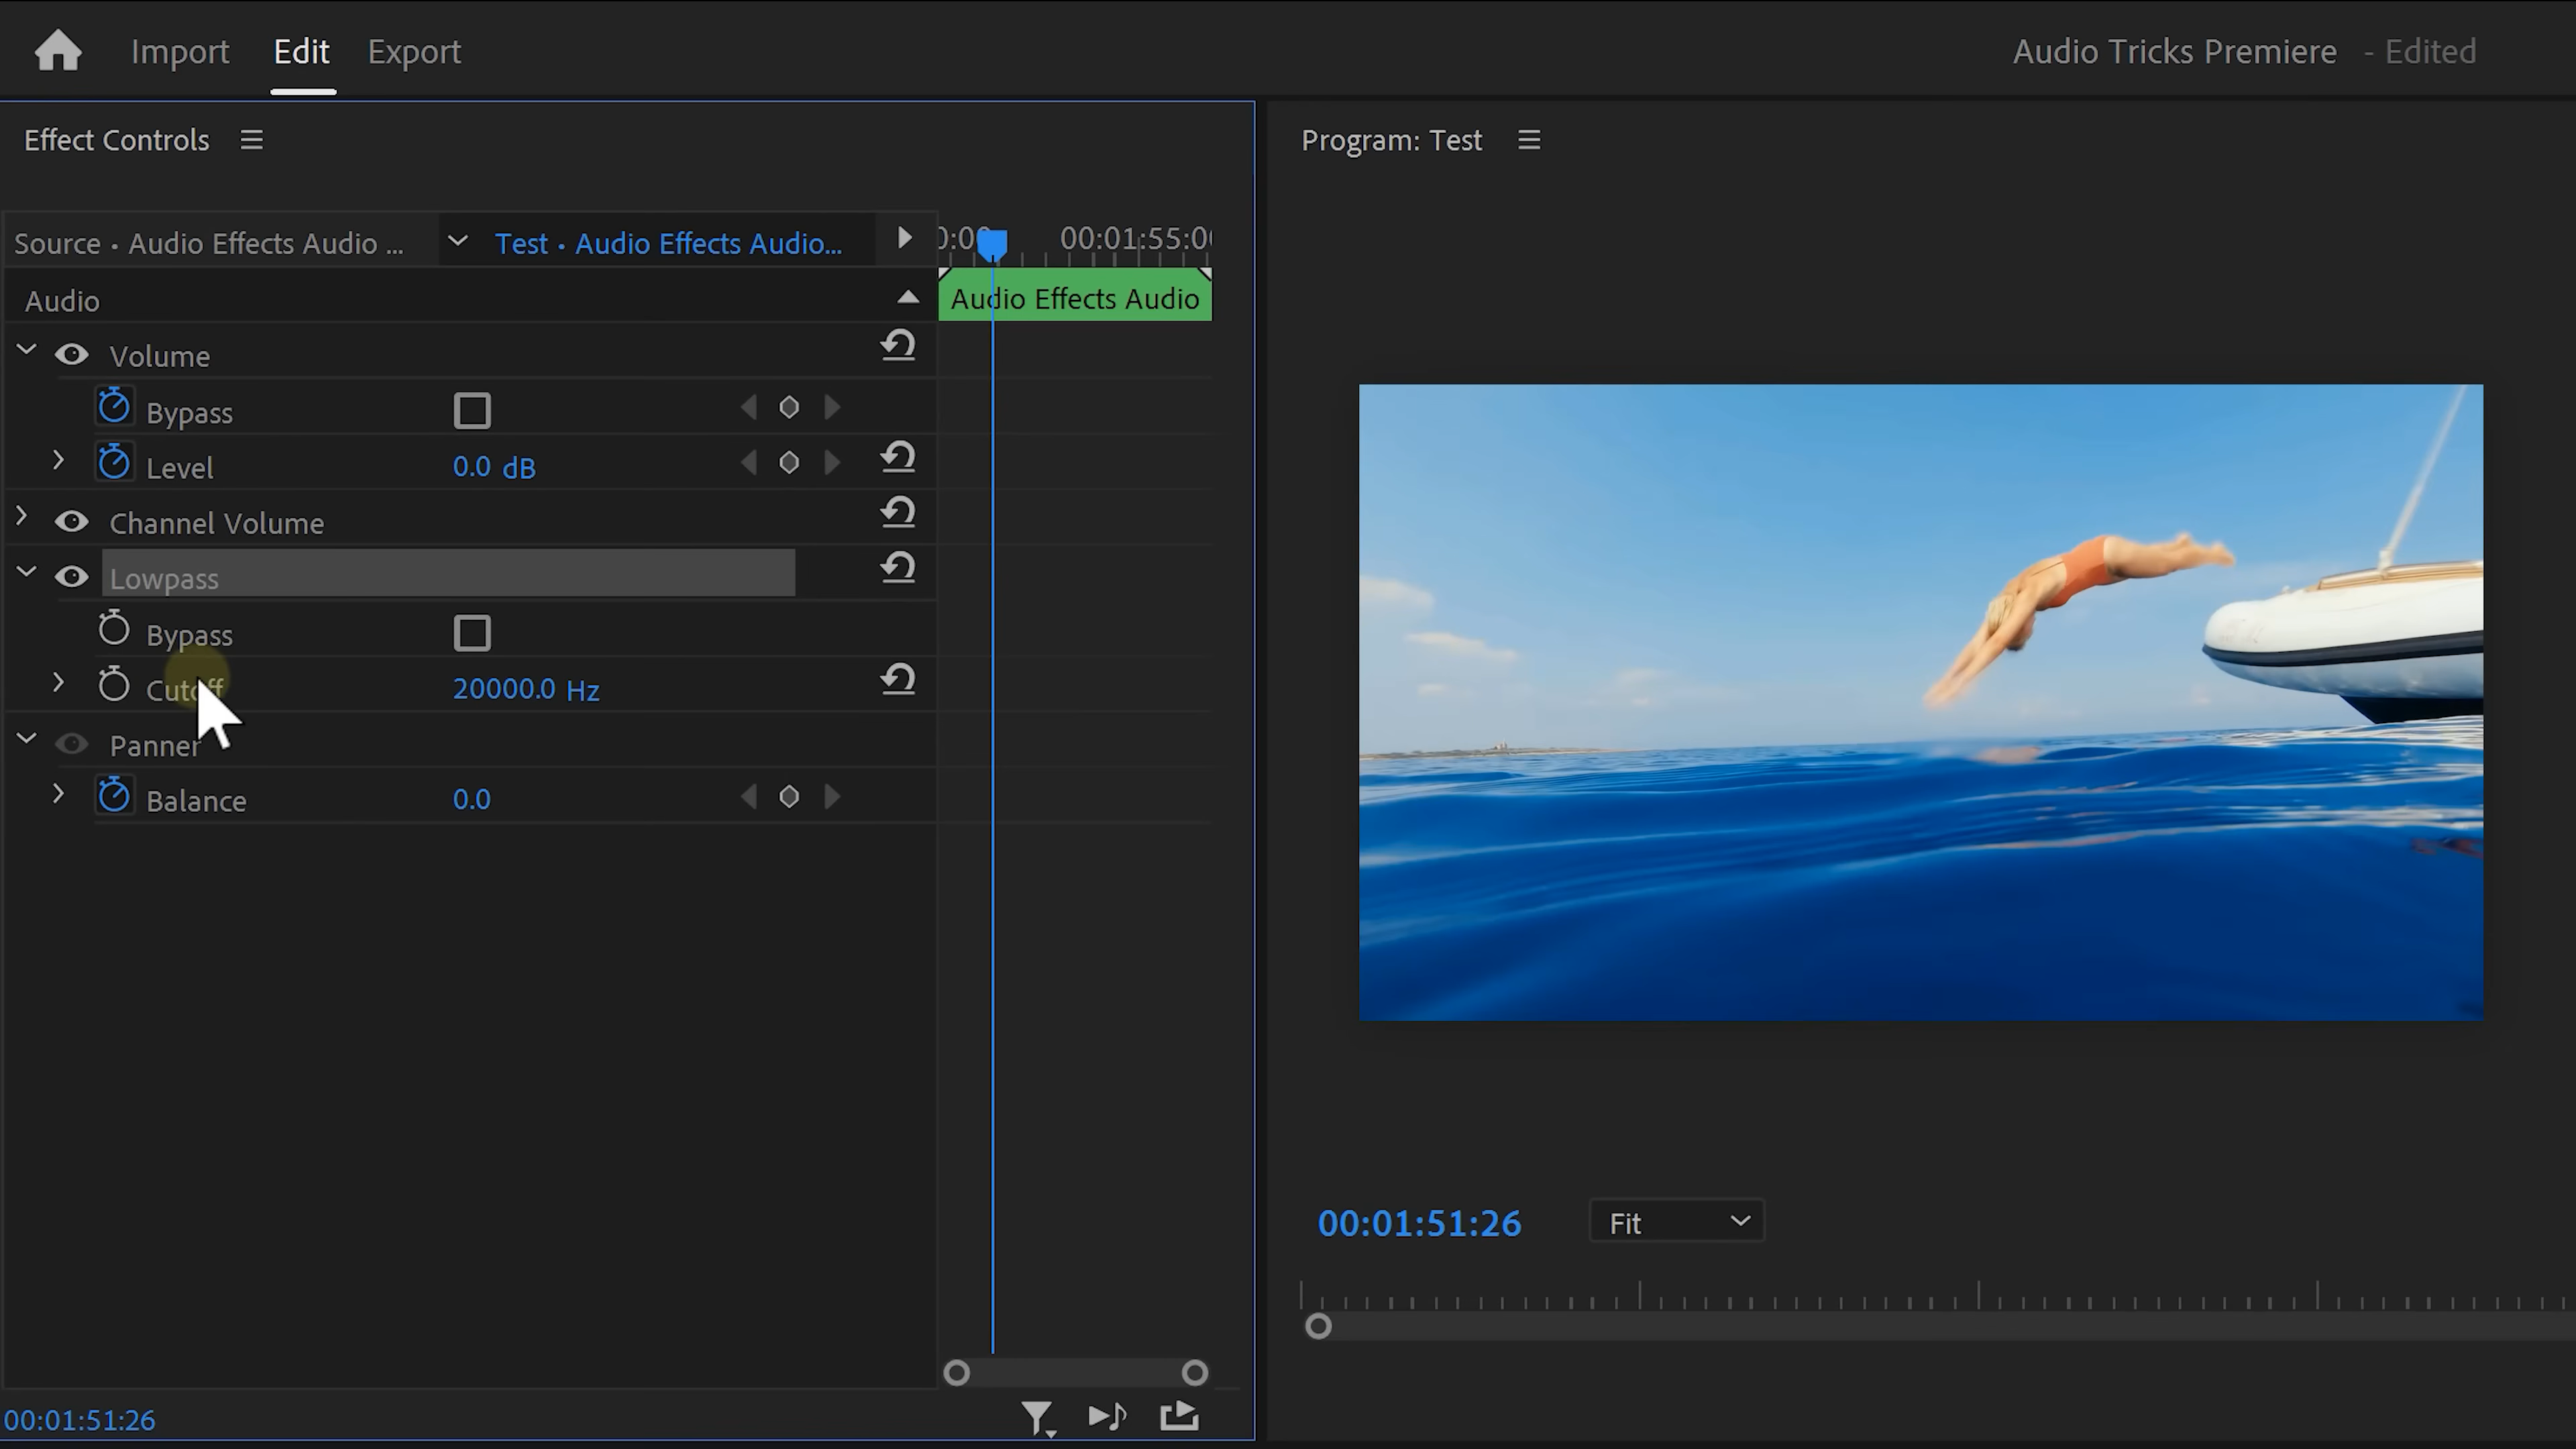 Import Edit Export Audio Tricks Premiere - Edited
Effect Controls
Program: Test
Source • Audio Effects Audio ... Test • Audio Effects Audio...
00:01:55:0
Audio
Audio Effects Audio
Volume
Bypass
Level 0.0 dB
Channel Volume
Lowpass
Bypass
Cutoff 20000.0 Hz
Panner
Balance 0.0
00:01:51:26 Fit
00:01:51:26